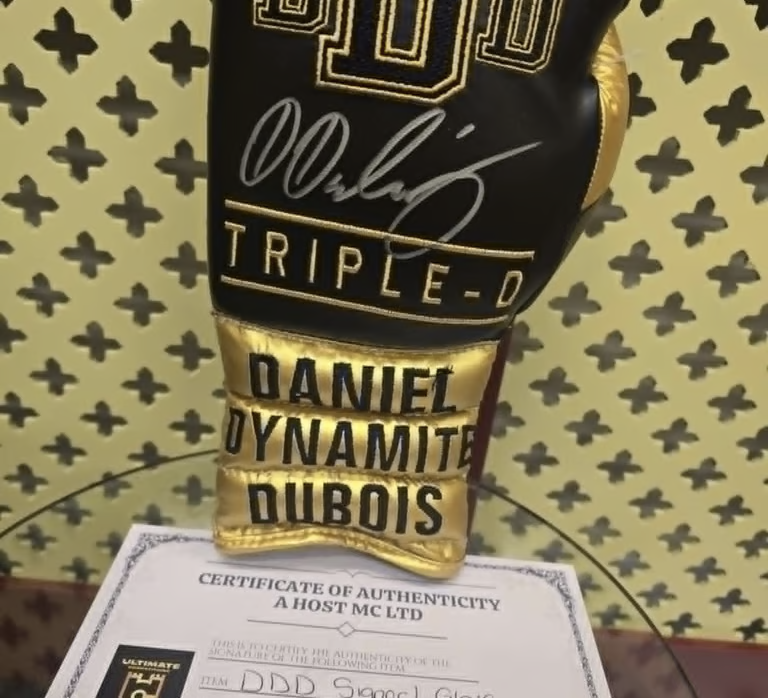 DDD
TRIPLE-D
DANIEL
DYNAMITE
DUBOIS
CERTIFICATE OF AUTHENTICITY
A HOST MC LTD
THIS IS TO CERTIFY THE AUTHENTICITY OF THE
SIGNATURE OF THE FOLLOWING ITEM
ULTIMATE
ITEM DDD Signed Glove